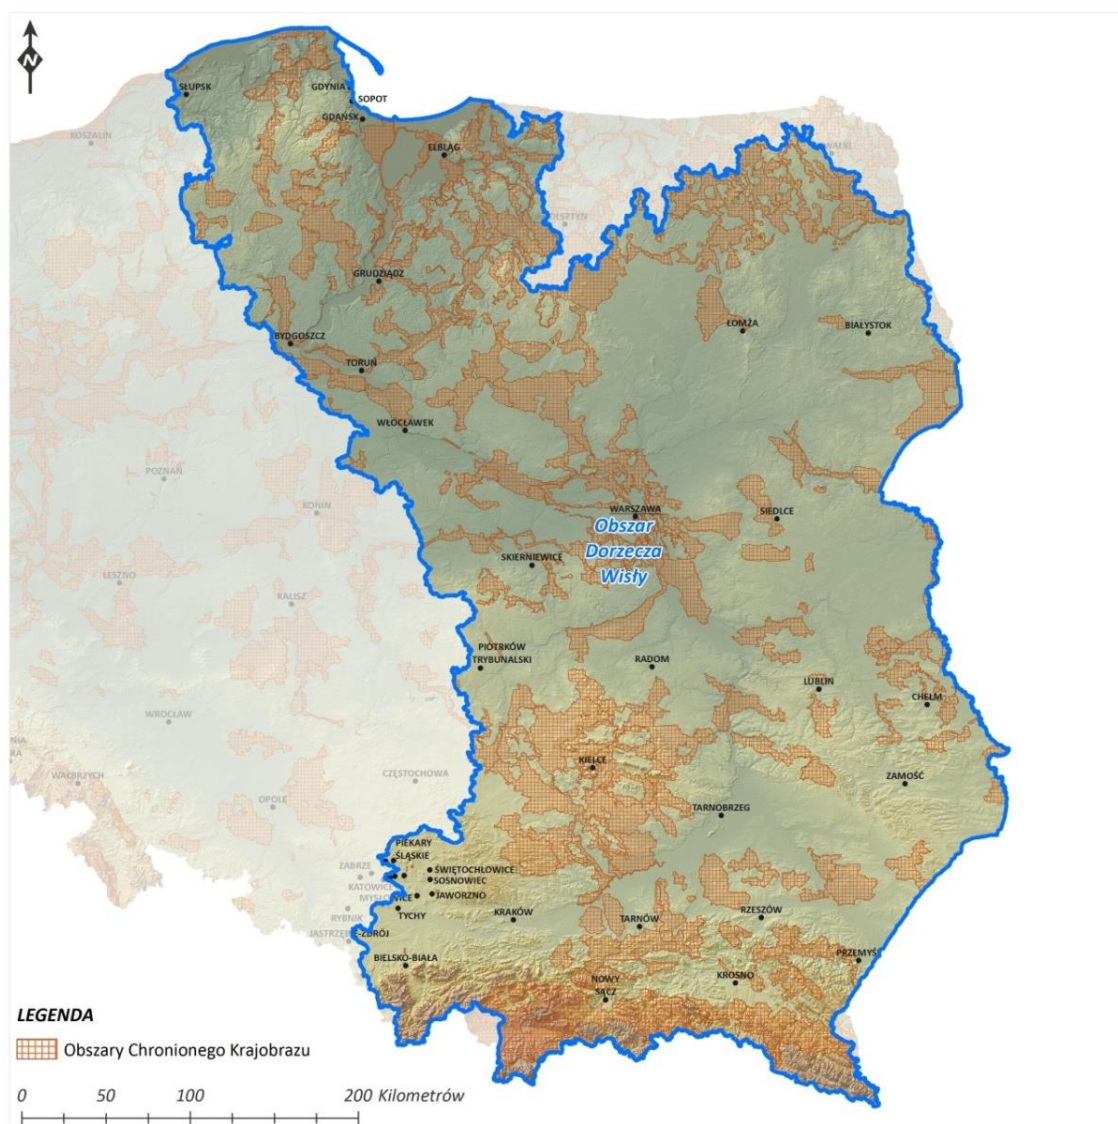 N
SŁUPSK
GDYNIA
SOPOT
GDAŃSK
KOSZALIN
ELBLĄG
GRUDZIĄDZ
ŁOMŻA
BIAŁYSTOK
BYDGOSZCZ
TORUŃ
WŁOCŁAWEK
POZNAŃ
KONIN
WARSZAWA
SIEDLCE
Obszar
Dorzecza
Wisły
SKIERNIEWICE
LESZNO
KALISZ
PIOTRKÓW
TRYBUNALSKI
RADOM
LUBLIN
CHEŁM
WROCŁAW
KIELCE
WAŁBRZYCH
CZĘSTOCHOWA
ZAMOŚĆ
OPOLE
TARNOBRZEG
PIEKARY
ŚLĄSKIE
ZABRZE
ŚWIĘTOCHŁOWICE
SOSNOWIEC
KATOWICE
JAWORZNO
TYCHY
KRAKÓW
RYBNIK
TARNÓW
RZESZÓW
BIELSKO-BIAŁA
PRZEMYŚL
KROSNO
NOWY
SĄCZ
LEGENDA
Obszary Chronionego Krajobrazu
0 50 100 200 Kilometrów